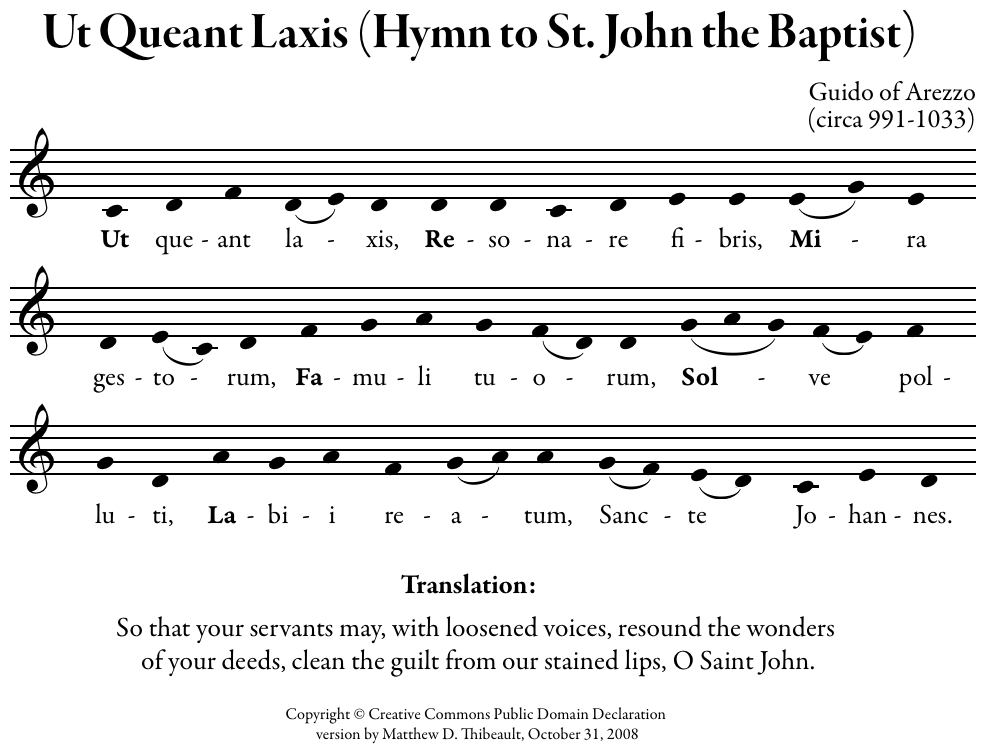 Ut Queant Laxis (Hymn to St. John the Baptist)
Guido of Arezzo
(circa 991-1033)
Ut que - ant la - xis, Re - so - na - re fi - bris, Mi - ra
ges - to - rum, Fa - mu - li tu - o - rum, Sol - ve pol -
lu - ti, La - bi - i re - a - tum, Sanc - te Jo - han - nes.
Translation:
So that your servants may, with loosened voices, resound the wonders
of your deeds, clean the guilt from our stained lips, O Saint John.
Copyright © Creative Commons Public Domain Declaration
version by Matthew D. Thibeault, October 31, 2008